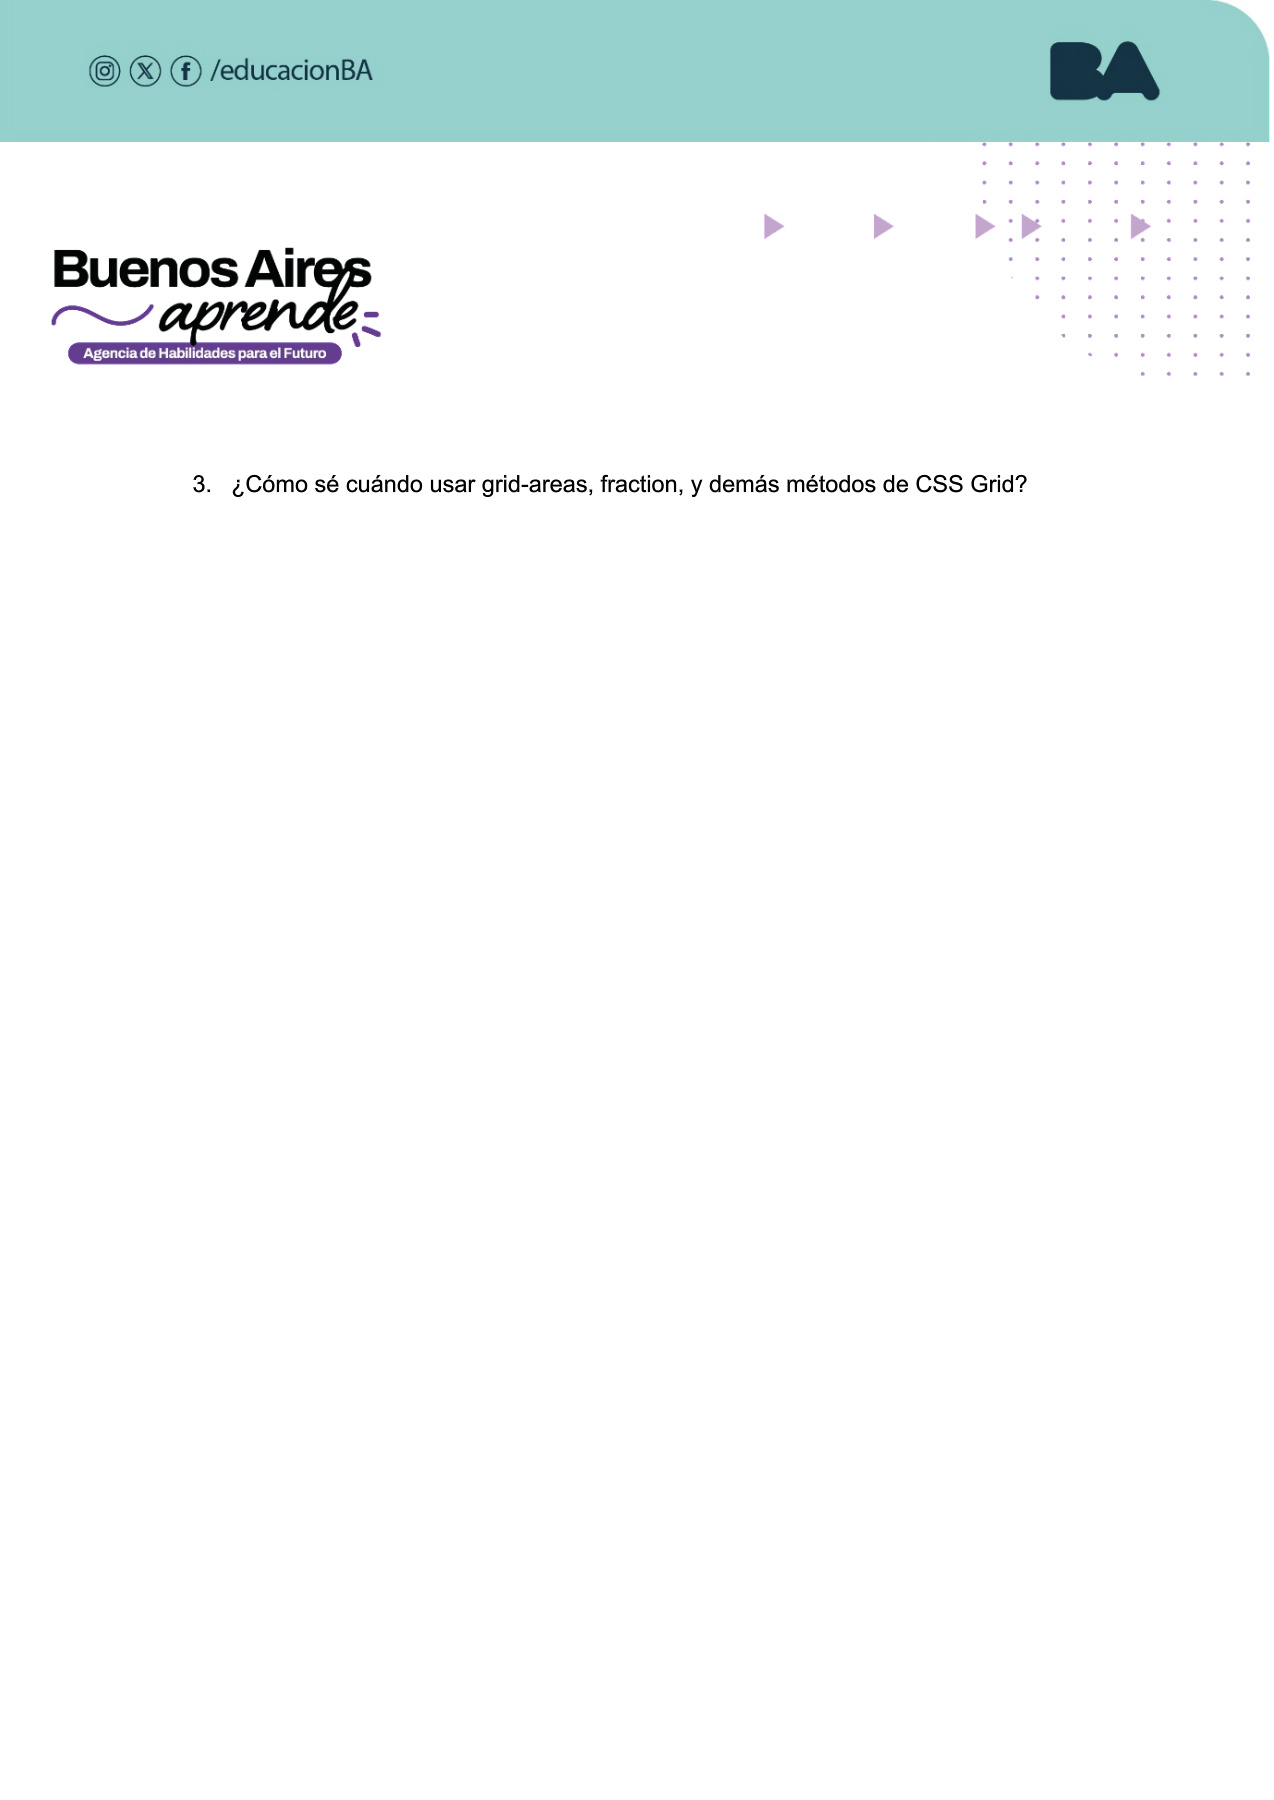 /educacionBA
BA
Buenos Aires
aprende
Agencia de Habilidades para el Futuro
3. ¿Cómo sé cuándo usar grid-areas, fraction, y demás métodos de CSS Grid?